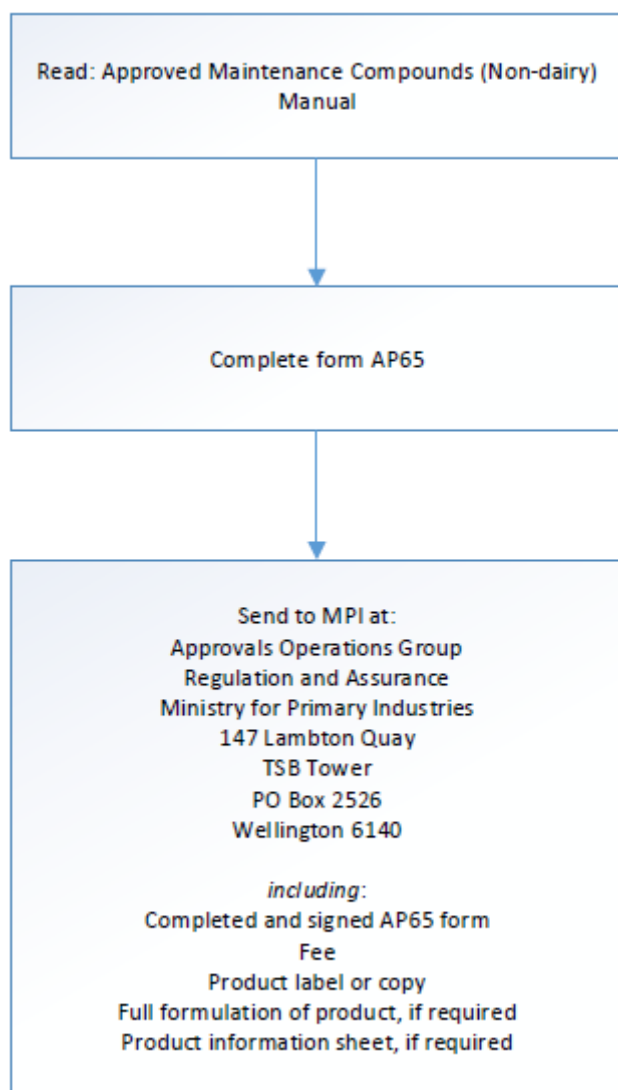 Read: Approved Maintenance Compounds (Non-dairy)
Manual
Complete form AP65
Send to MPI at:
Approvals Operations Group
Regulation and Assurance
Ministry for Primary Industries
147 Lambton Quay
TSB Tower
PO Box 2526
Wellington 6140
including:
Completed and signed AP65 form
Fee
Product label or copy
Full formulation of product, if required
Product information sheet, if required